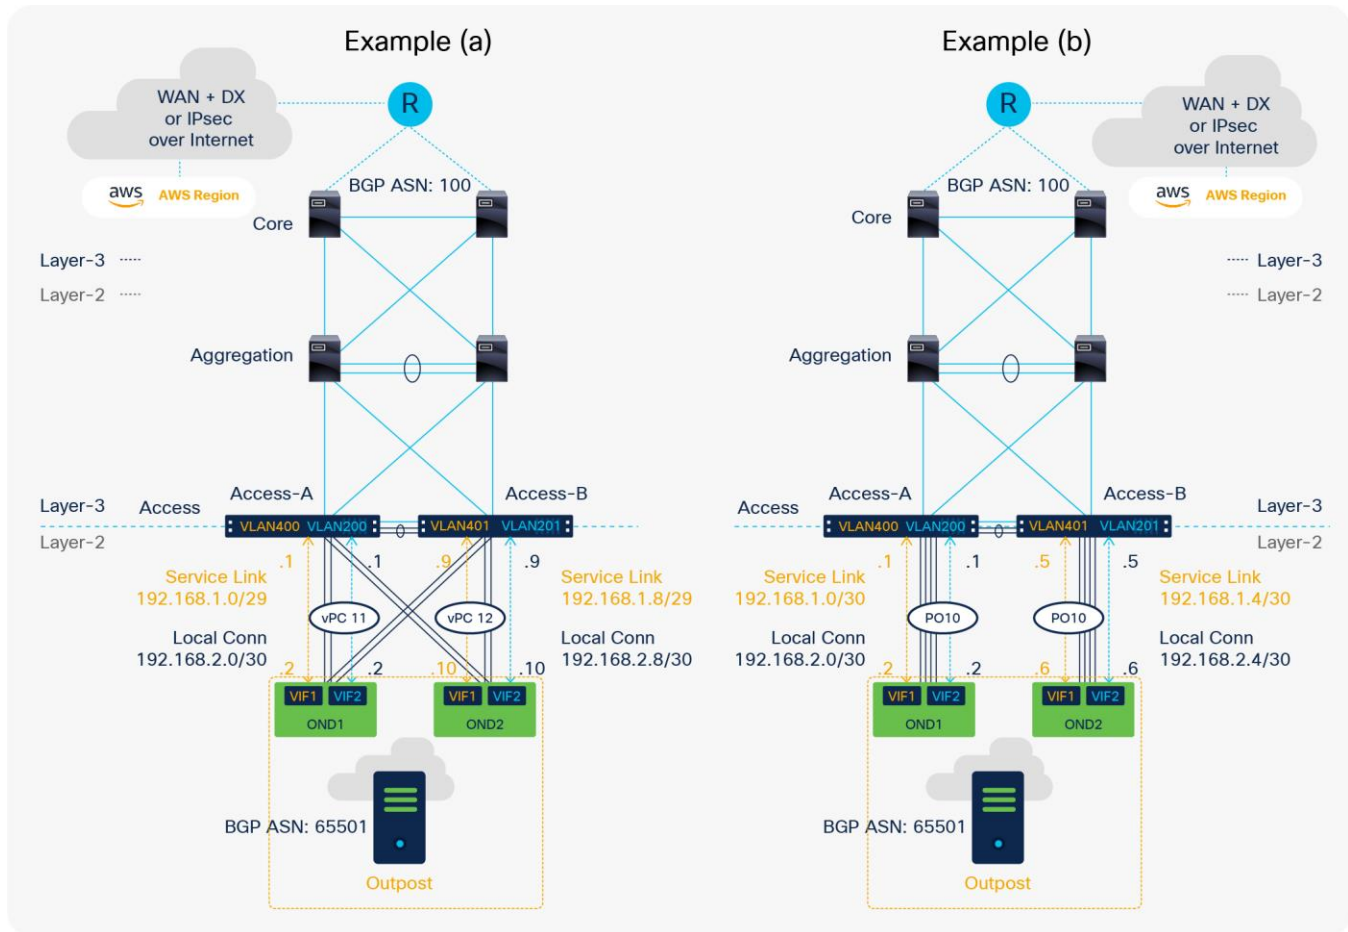 Example (a)
WAN + DX
or IPsec
over Internet
R
aws
AWS Region
BGP ASN: 100
Core
Layer-3
Layer-2
Aggregation
Access-A
Access-B
Layer-3
Access
Layer-2
VLAN400
VLAN200
VLAN401
VLAN201
.1
.1
.9
.9
Service Link
192.168.1.0/29
Service Link
192.168.1.8/29
vPC 11
vPC 12
Local Conn
192.168.2.0/30
Local Conn
192.168.2.8/30
.2
.2
.10
.10
VIF1
VIF2
OND1
VIF1
VIF2
OND2
BGP ASN: 65501
Outpost
Example (b)
R
WAN + DX
or IPsec
over Internet
aws
AWS Region
BGP ASN: 100
Core
Layer-3
Layer-2
Aggregation
Access-A
Access-B
Access
Layer-3
Layer-2
VLAN400
VLAN200
VLAN401
VLAN201
.1
.1
.5
.5
Service Link
192.168.1.0/30
Service Link
192.168.1.4/30
PO10
PO10
Local Conn
192.168.2.0/30
Local Conn
192.168.2.4/30
.2
.2
.6
.6
VIF1
VIF2
OND1
VIF1
VIF2
OND2
BGP ASN: 65501
Outpost